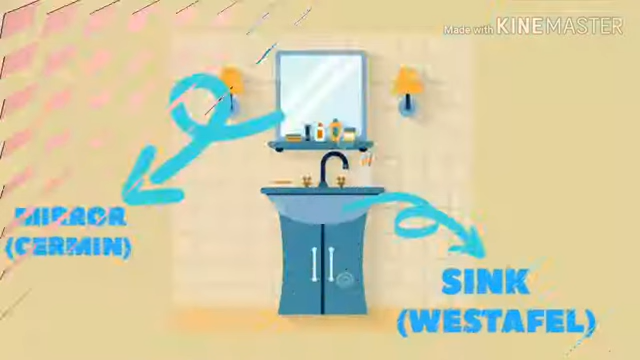 Made with KINEMASTER
MIRROR
(CERMIN)
SINK
(WESTAFEL)